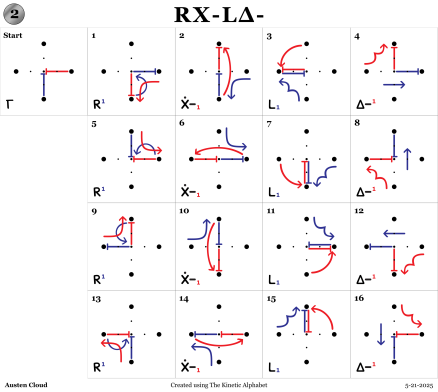 2
RX-LΔ-
Start
Γ
1
R¹
2
Ẋ-₁
3
L₁
4
Δ-¹
5
R¹
6
Ẋ-₁
7
L₁
8
Δ-¹
9
R¹
10
Ẋ-₁
11
L₁
12
Δ-¹
13
R¹
14
Ẋ-₁
15
L₁
16
Δ-¹
Austen Cloud
Created using The Kinetic Alphabet
5-21-2025